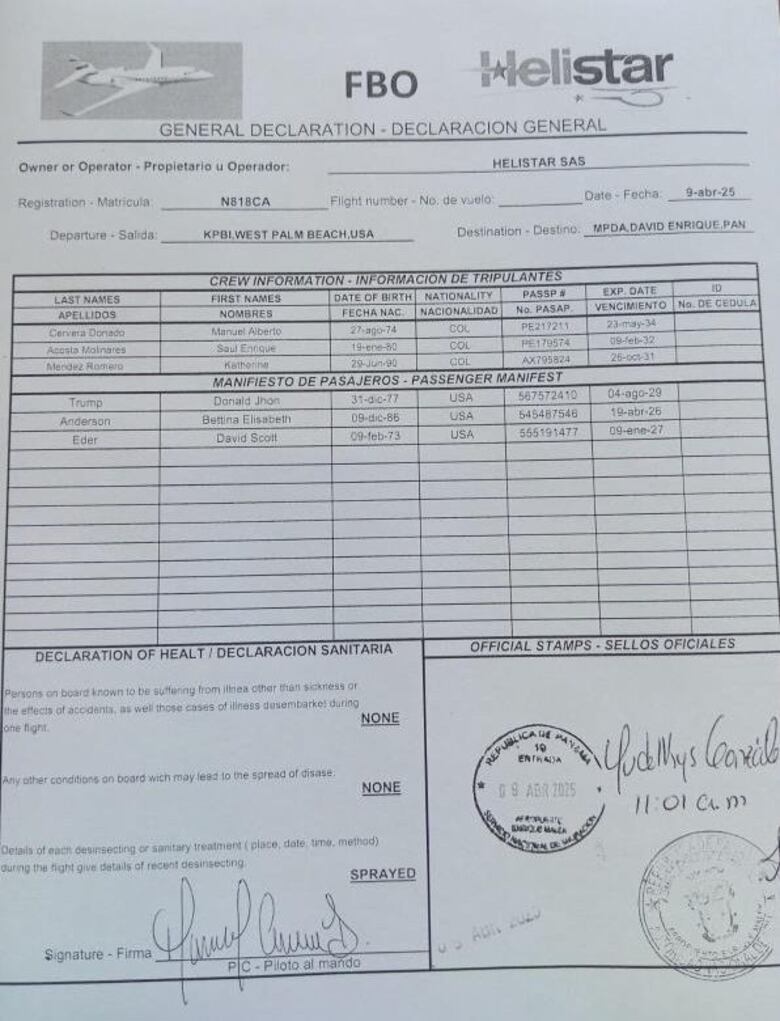 FBO
Helistar
GENERAL DECLARATION - DECLARACION GENERAL
Owner or Operator - Propietario u Operador: HELISTAR SAS
Registration - Matricula: N818CA Flight number - No. de vuelo: Date - Fecha: 9-abr-25
Departure - Salida: KPBI,WEST PALM BEACH,USA Destination - Destino: MPDA,DAVID ENRIQUE,PAN
CREW INFORMATION - INFORMACION DE TRIPULANTES
LAST NAMES FIRST NAMES DATE OF BIRTH NATIONALITY PASSP # EXP. DATE ID
APELLIDOS NOMBRES FECHA NAC. NACIONALIDAD No. PASAP. VENCIMIENTO No. DE CEDULA
Cervera Donado Manuel Alberto 27-ago-74 COL PE217211 23-may-34
Acosta Molinares Saul Enrique 19-ene-80 COL PE179574 09-feb-32
Mendez Romero Katherine 29-Jun-90 COL AX795824 26-oct-31
MANIFIESTO DE PASAJEROS - PASSENGER MANIFEST
Trump Donald Jhon 31-dic-77 USA 567572410 04-ago-29
Anderson Bettina Elisabeth 09-dic-86 USA 545487546 19-abr-26
Eder David Scott 09-feb-73 USA 555191477 09-ene-27
DECLARATION OF HEALT / DECLARACION SANITARIA
Persons on board known to be suffering from illnea other than sickness or
the effects of accidents, as well those cases of illness desembarket during
one flight. NONE
Any other conditions on board wich may lead to the spread of disase. NONE
Details of each desinsecting or sanitary treatment ( place, date, time, method)
during the flight give details of recent desinsecting. SPRAYED
Signature - Firma
PIC - Piloto al mando
OFFICIAL STAMPS - SELLOS OFICIALES
REPUBLICA DE PANAMA
10
ENTRADA
09 ABR 2025
AEROPUERTE
ENRIQUE MALEK
SERVICIO NACIONAL DE MIGRACION
11:01 a.m